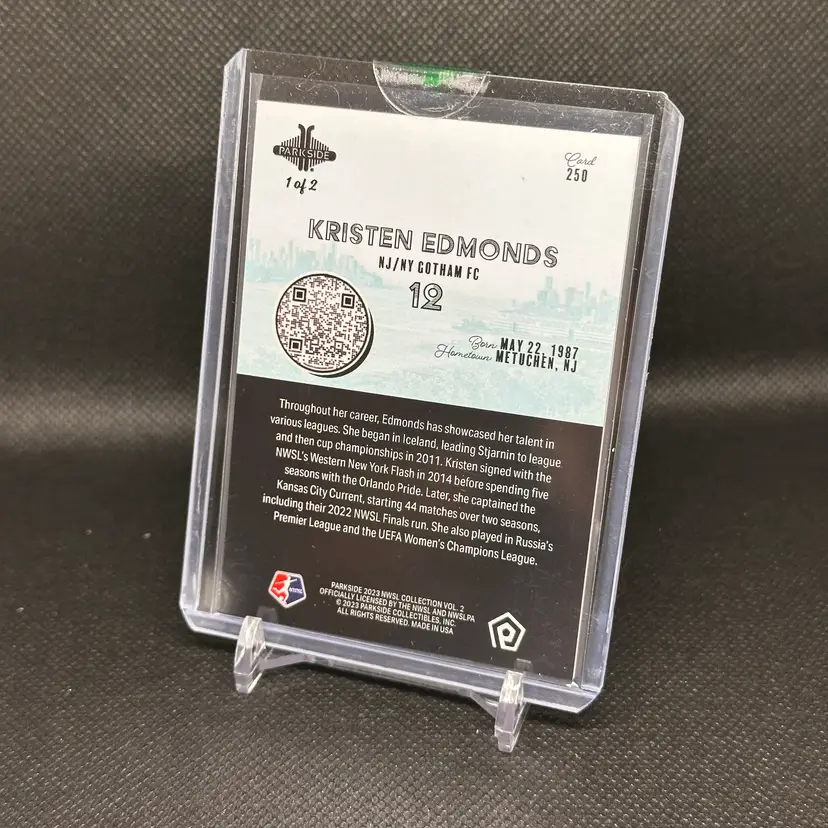 PARKSIDE
1 of 2
Card
250
KRISTEN EDMONDS
NJ/NY GOTHAM FC
12
Born MAY 22, 1987
Hometown METUCHEN, NJ
Throughout her career, Edmonds has showcased her talent in
various leagues. She began in Iceland, leading Stjarnin to league
and then cup championships in 2011. Kristen signed with the
NWSL's Western New York Flash in 2014 before spending five
seasons with the Orlando Pride. Later, she captained the
Kansas City Current, starting 44 matches over two seasons,
including their 2022 NWSL Finals run. She also played in Russia's
Premier League and the UEFA Women's Champions League.
NWSL
PARKSIDE 2023 NWSL COLLECTION VOL. 2
OFFICIALLY LICENSED BY THE NWSL AND NWSLPA
© 2023 PARKSIDE COLLECTIBLES, INC.
ALL RIGHTS RESERVED. MADE IN USA